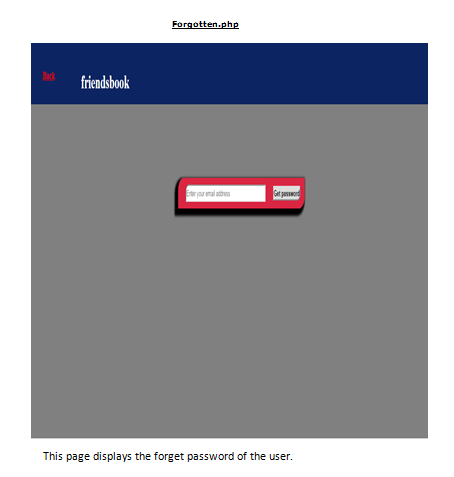 Forgotten.php
Back
friendsbook
Enter your email address
Get password
This page displays the forget password of the user.